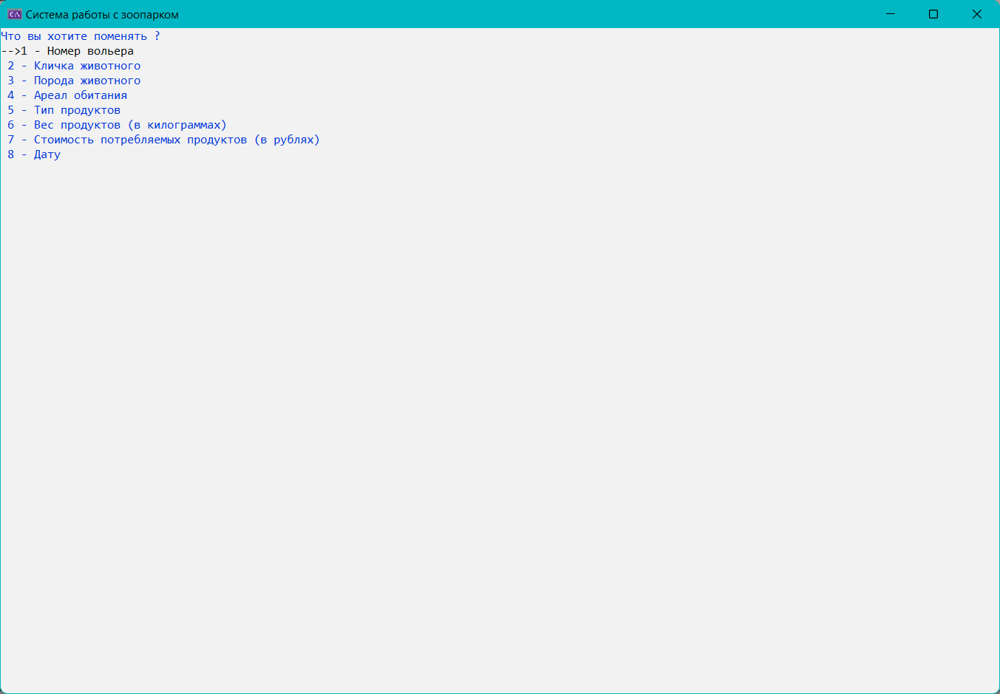 Система работы с зоопарком
Что вы хотите поменять ?
-->1 - Номер вольера
2 - Кличка животного
3 - Порода животного
4 - Ареал обитания
5 - Тип продуктов
6 - Вес продуктов (в килограммах)
7 - Стоимость потребляемых продуктов (в рублях)
8 - Дату